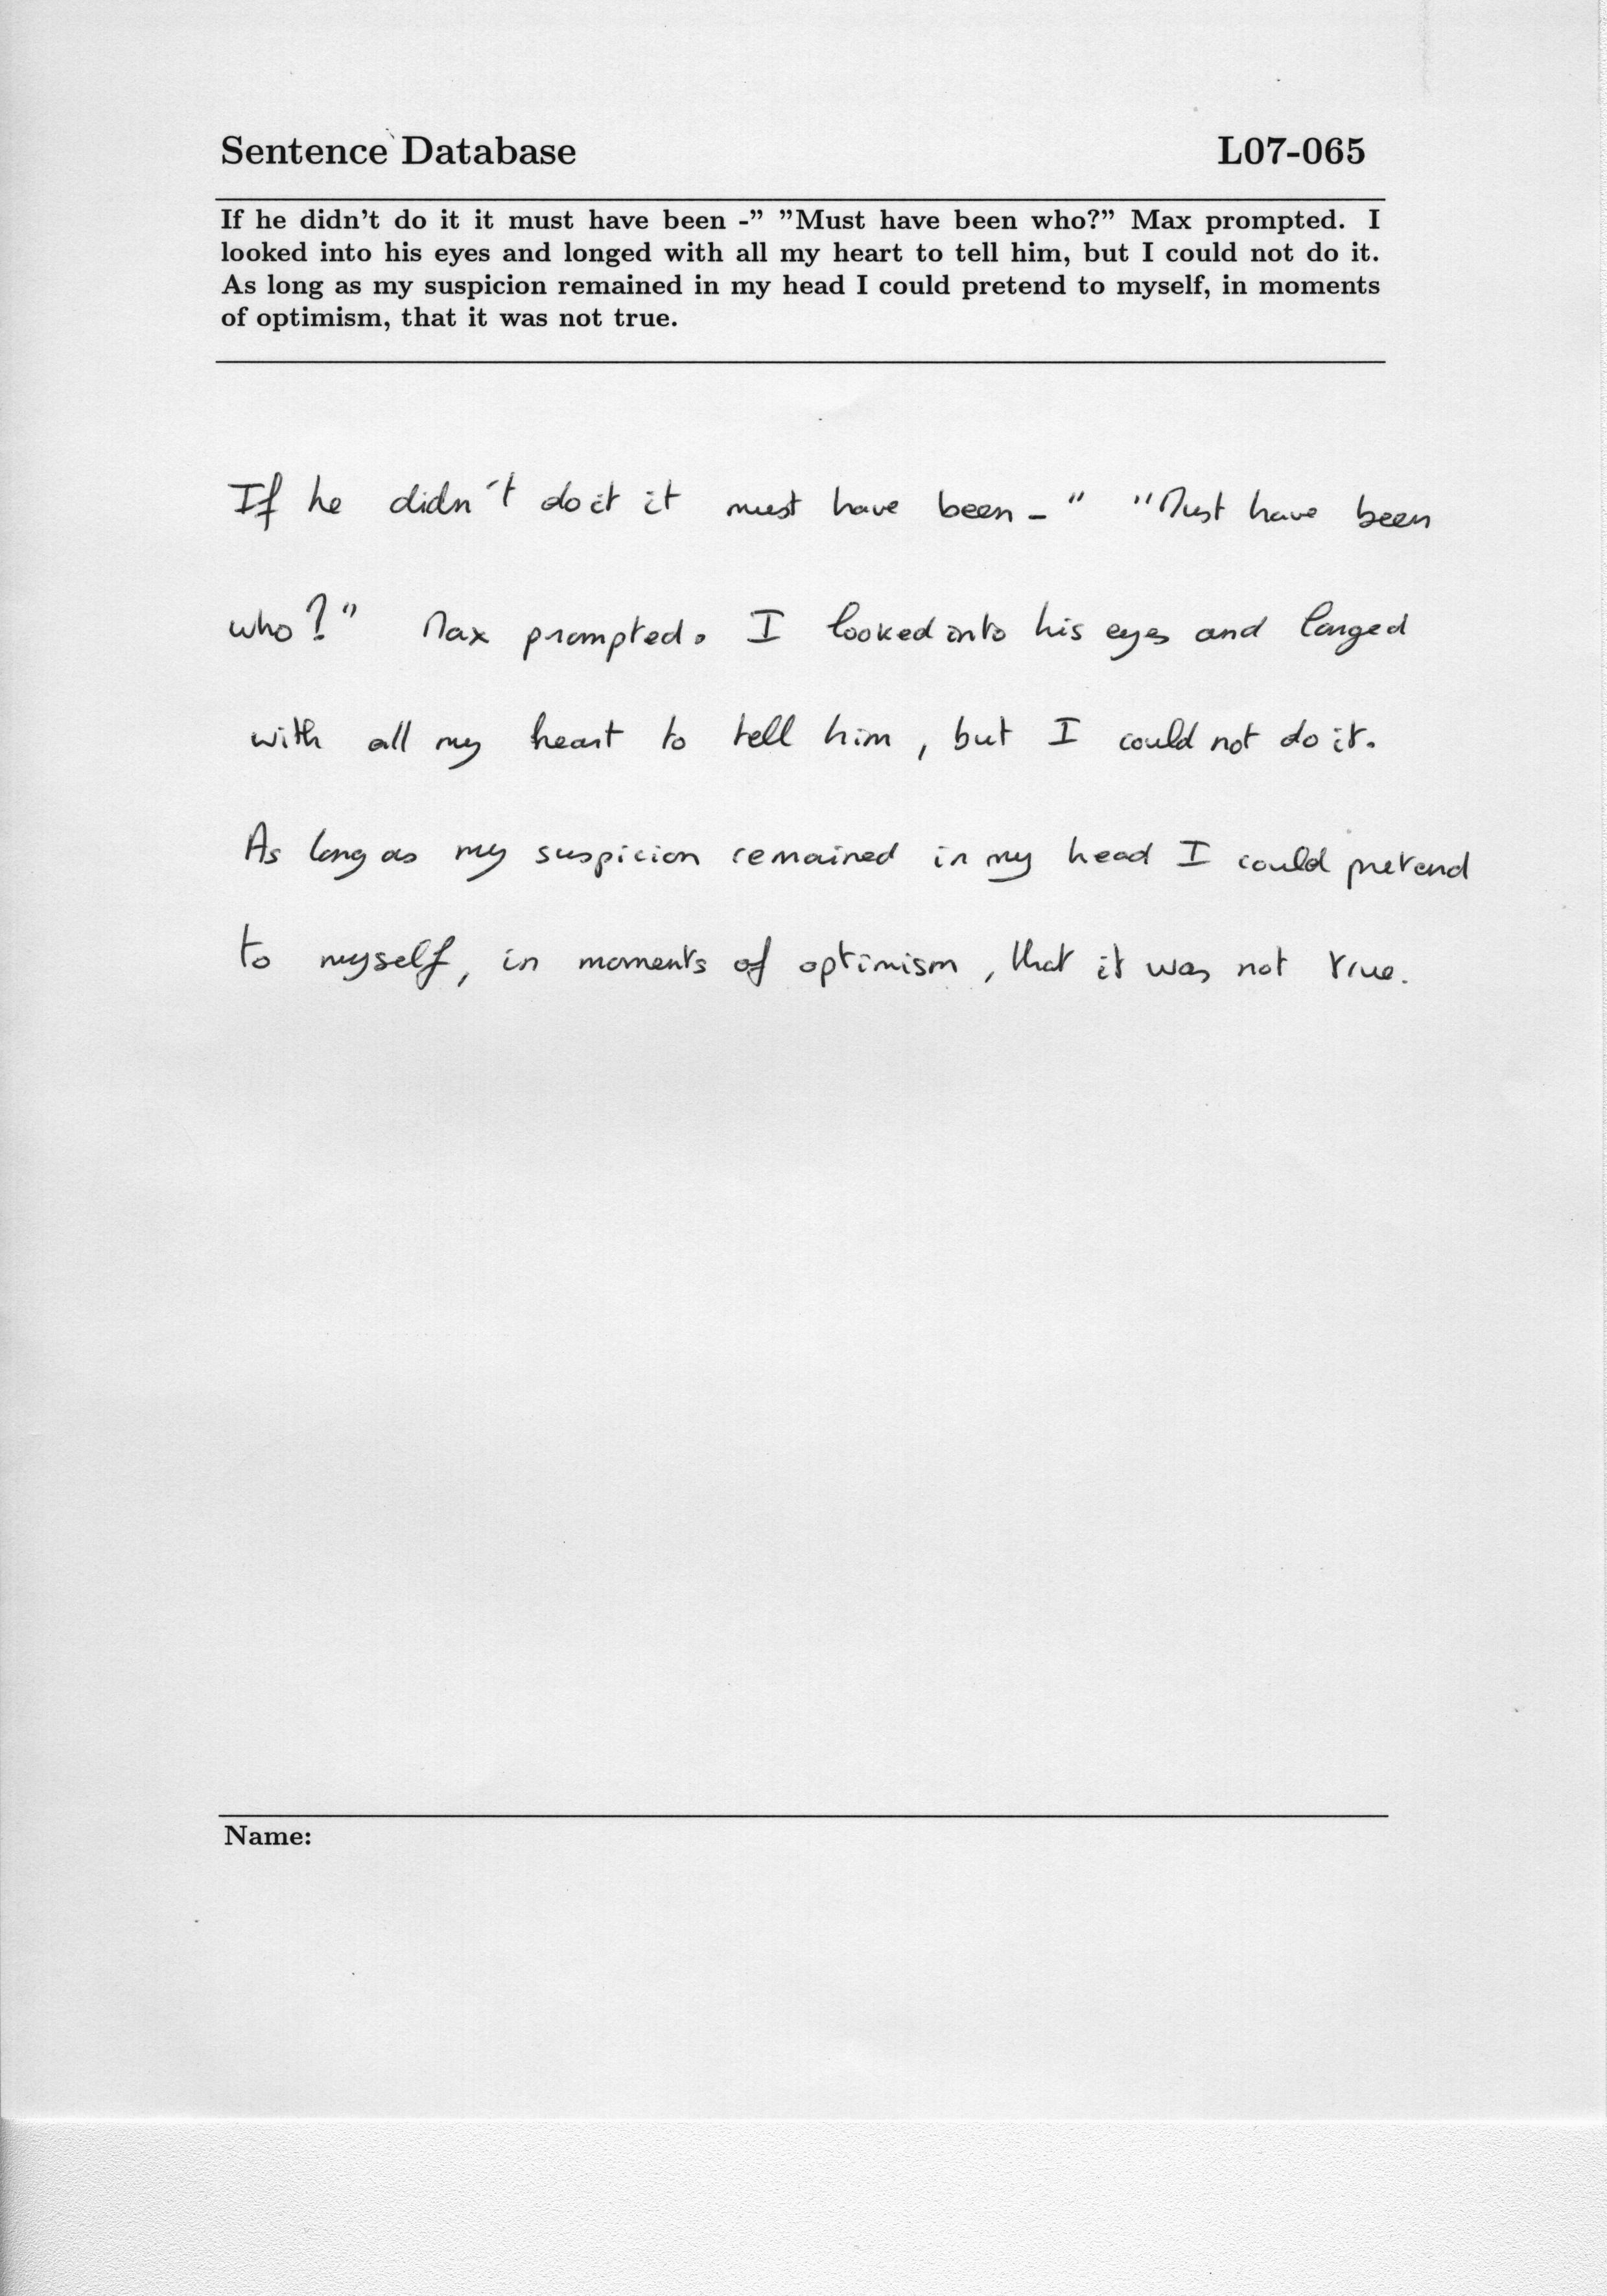 Sentence Database L07-065
If he didn't do it it must have been -" "Must have been who?" Max prompted. I
looked into his eyes and longed with all my heart to tell him, but I could not do it.
As long as my suspicion remained in my head I could pretend to myself, in moments
of optimism, that it was not true.
If he didn't do it it must have been - " "Must have been
who?" Max prompted. I looked into his eyes and longed
with all my heart to tell him, but I could not do it.
As long as my suspicion remained in my head I could pretend
to myself, in moments of optimism, that it was not true.
Name: